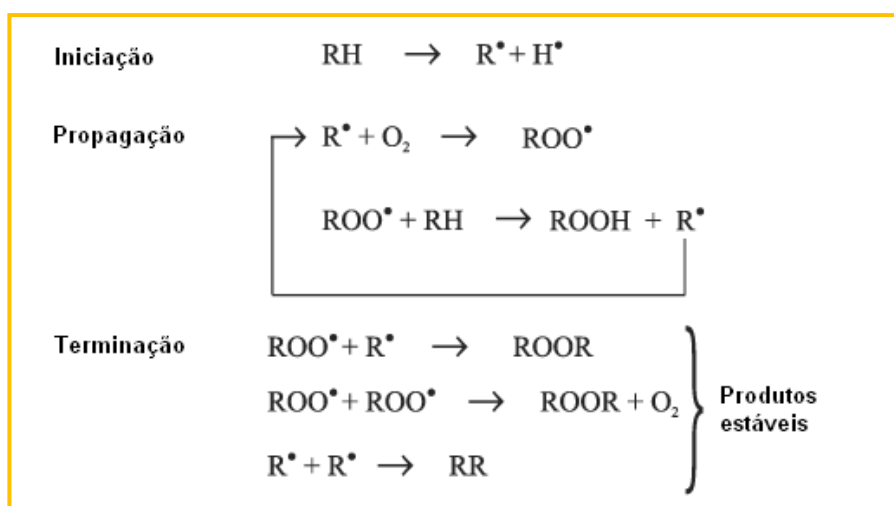 Iniciação RH → R• + H•
Propagação R• + O₂ → ROO•
ROO• + RH → ROOH + R•
Terminação ROO• + R• → ROOR
ROO• + ROO• → ROOR + O₂
R• + R• → RR
Produtos
estáveis